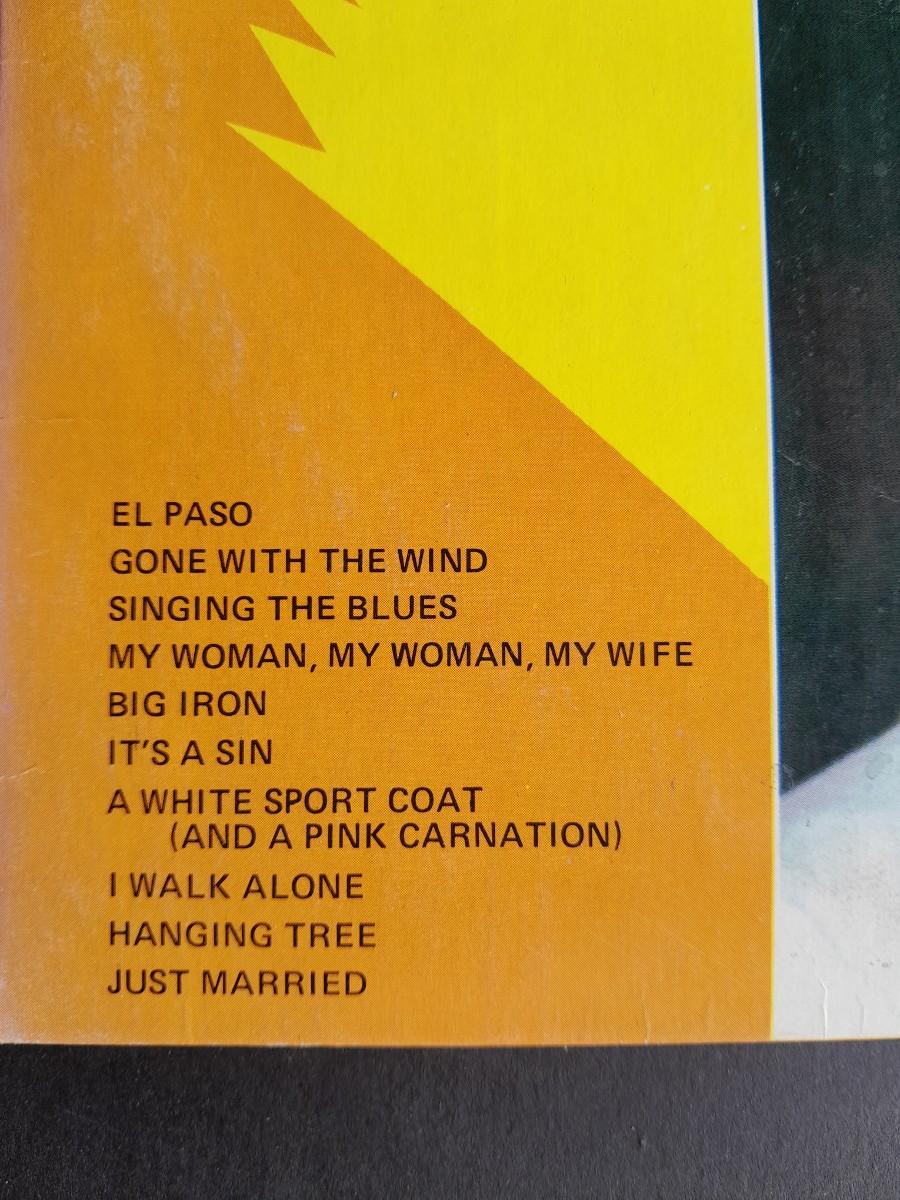 EL PASO
GONE WITH THE WIND
SINGING THE BLUES
MY WOMAN, MY WOMAN, MY WIFE
BIG IRON
IT'S A SIN
A WHITE SPORT COAT
(AND A PINK CARNATION)
I WALK ALONE
HANGING TREE
JUST MARRIED